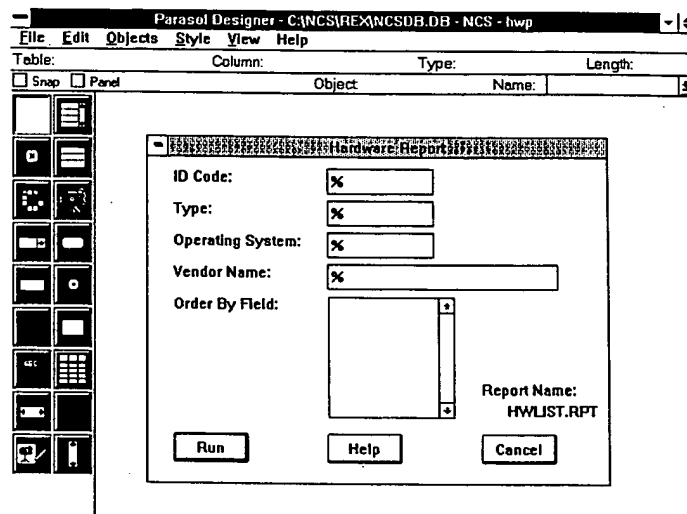 Parasol Designer - C:\NCS\REX\NCSDB.DB - NCS - hwp
File Edit Objects Style View Help
Table: Column: Type: Length:
Snap Panel Object Name:
Hardware Report
ID Code: %
Type: %
Operating System: %
Vendor Name: %
Order By Field:
Report Name:
HWLIST.RPT
Run Help Cancel